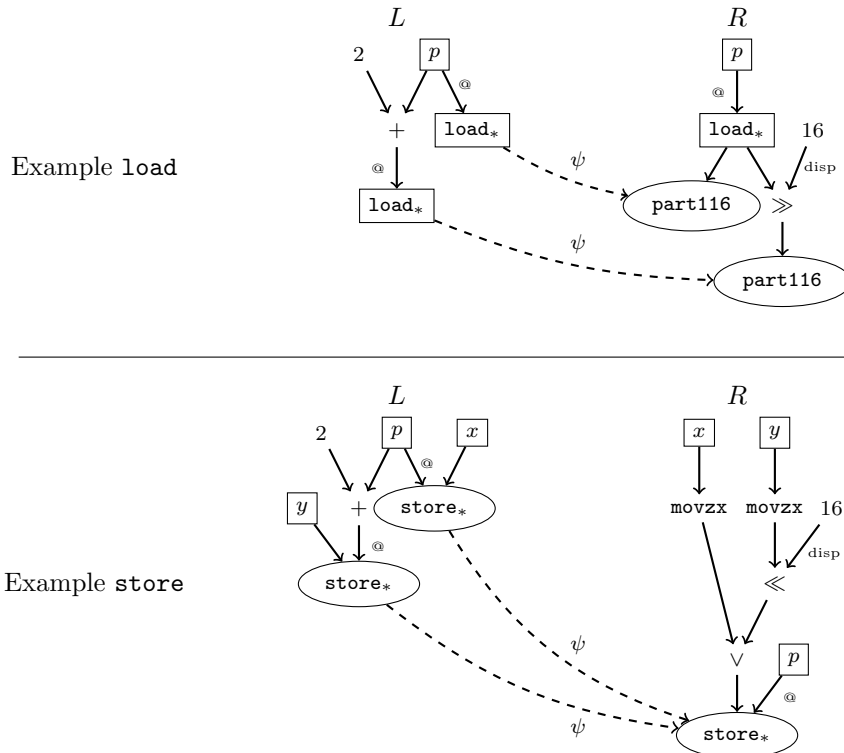 L R
2 p p
@ @
+ load* load* 16
Example load ψ disp
@ part116 ≫
load* ψ
part116
L R
2 p x x y
@
y + store* movzx movzx 16
@ disp
Example store store* ≪
ψ
∨ p
@
ψ store*